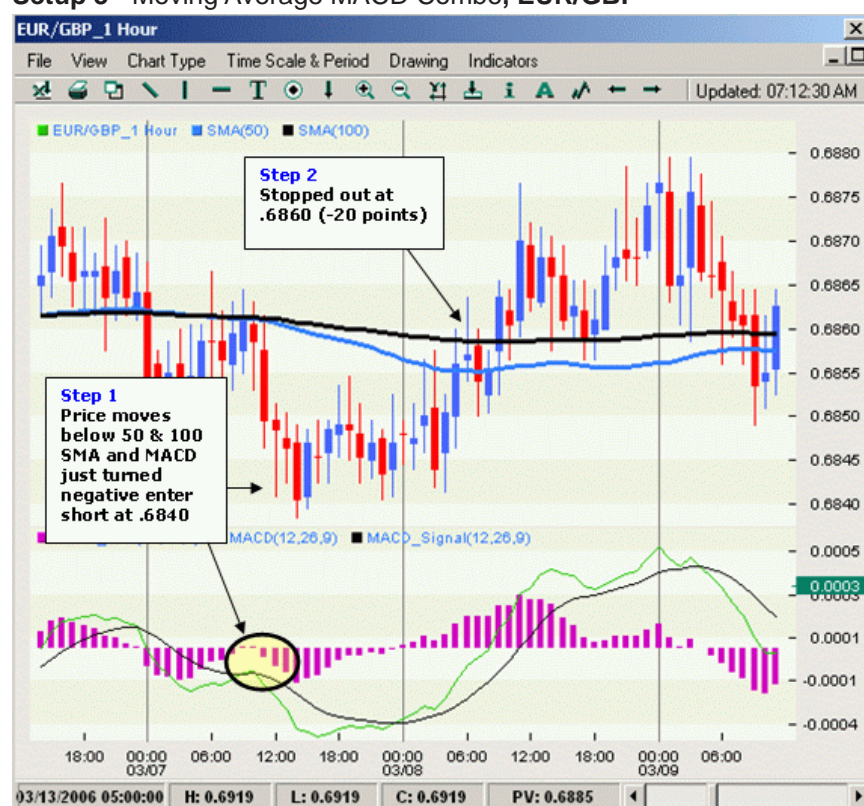 Setup 3 - Moving Average MACD Combo, EUR/GBP
EUR/GBP_1 Hour
File View Chart Type Time Scale & Period Drawing Indicators
Updated: 07:12:30 AM
EUR/GBP_1 Hour SMA(50) SMA(100)
Step 2
Stopped out at
.6860 (-20 points)
Step 1
Price moves
below 50 & 100
SMA and MACD
just turned
negative enter
short at .6840
0.6880
0.6875
0.6870
0.6865
0.6860
0.6855
0.6850
0.6845
0.6840
MACD(12,26,9) MACD_Signal(12,26,9)
0.0005
0.0003
0.0003
0.0001
-0.0001
-0.0004
18:00 00:00 06:00 12:00 18:00 00:00 06:00 12:00 18:00 00:00 06:00
03/07 03/08 03/09
03/13/2006 05:00:00 H: 0.6919 L: 0.6919 C: 0.6919 PV: 0.6885